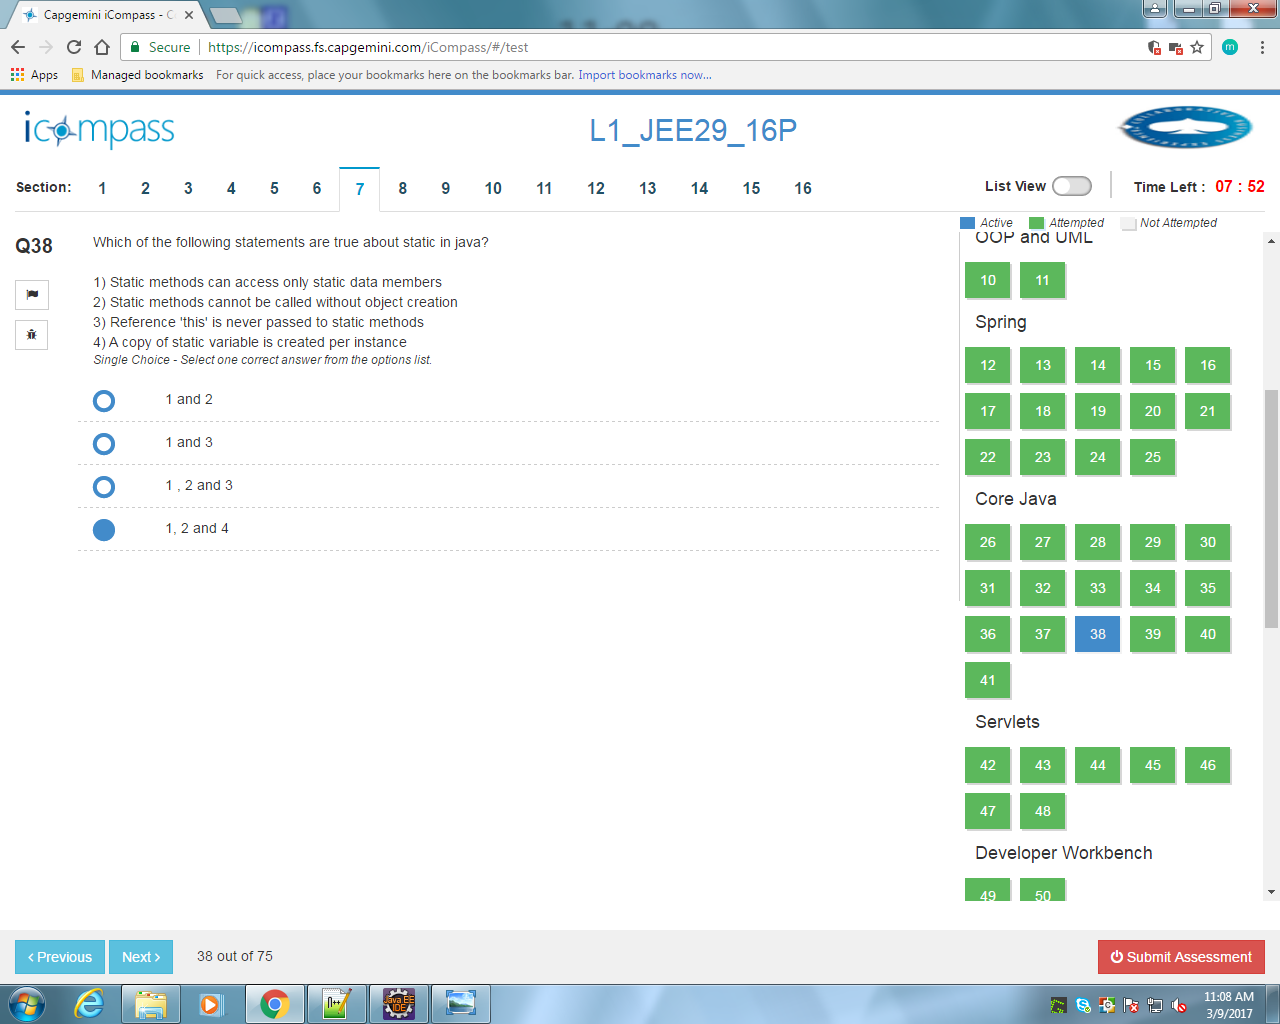 Capgemini iCompass - C
Secure
https://icompass.fs.capgemini.com/iCompass/#/test
m
Apps
Managed bookmarks
For quick access, place your bookmarks here on the bookmarks bar. Import bookmarks now...
icompass
L1_JEE29_16P
Section: 1 2 3 4 5 6 7 8 9 10 11 12 13 14 15 16
List View
Time Left : 07 : 52
Active Attempted Not Attempted
Q38
Which of the following statements are true about static in java?
1) Static methods can access only static data members
2) Static methods cannot be called without object creation
3) Reference 'this' is never passed to static methods
4) A copy of static variable is created per instance
Single Choice - Select one correct answer from the options list.
1 and 2
1 and 3
1 , 2 and 3
1, 2 and 4
OOP and UML
10 11
Spring
12 13 14 15 16
17 18 19 20 21
22 23 24 25
Core Java
26 27 28 29 30
31 32 33 34 35
36 37 38 39 40
41
Servlets
42 43 44 45 46
47 48
Developer Workbench
49 50
‹ Previous
Next ›
38 out of 75
Submit Assessment
Java EE
IDE
11:08 AM
3/9/2017